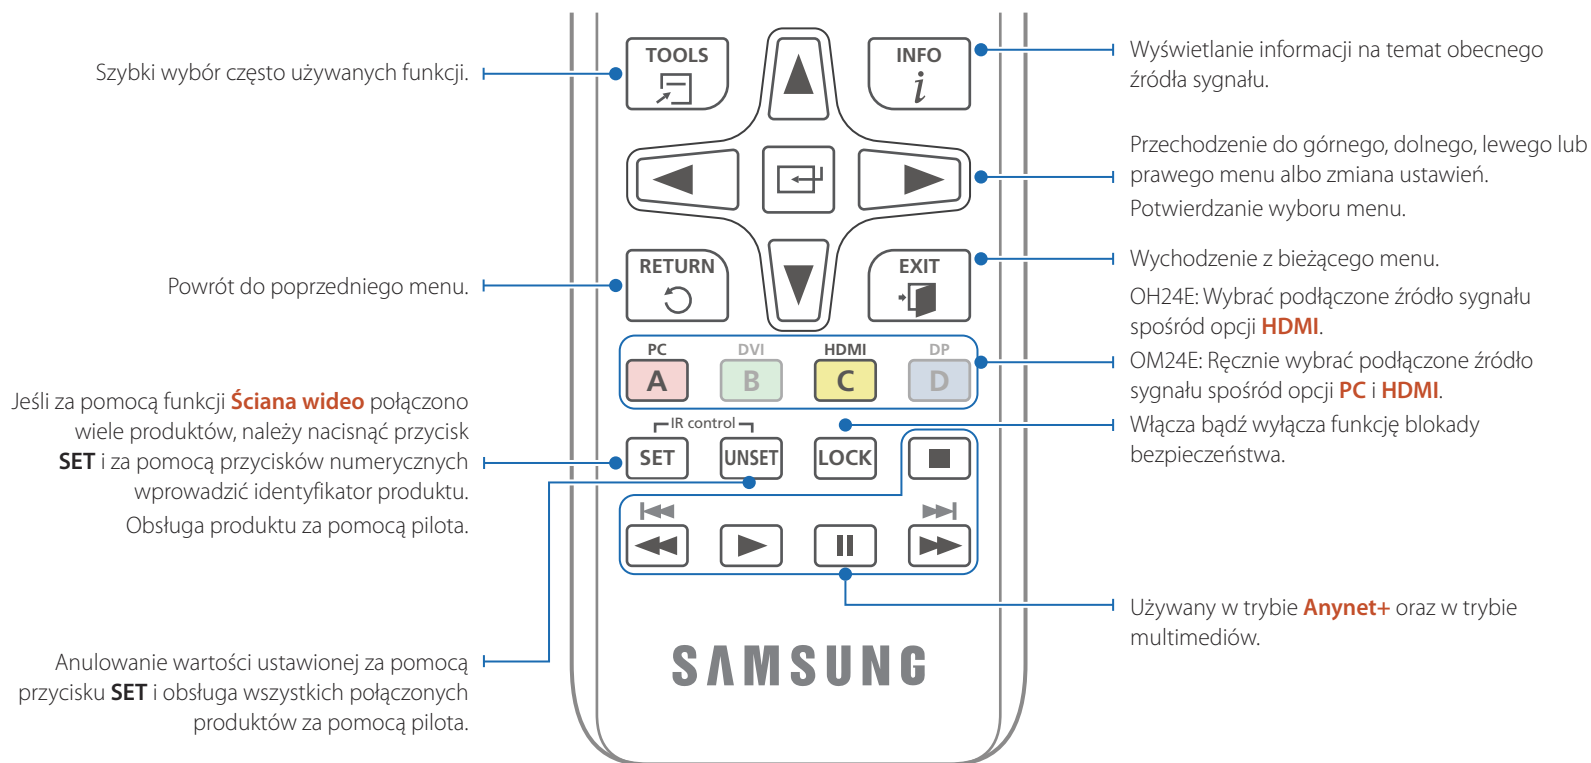 TOOLS
INFO
i
Szybki wybór często używanych funkcji.
Wyświetlanie informacji na temat obecnego
źródła sygnału.
Przechodzenie do górnego, dolnego, lewego lub
prawego menu albo zmiana ustawień.
Potwierdzanie wyboru menu.
RETURN
EXIT
Powrót do poprzedniego menu.
Wychodzenie z bieżącego menu.
OH24E: Wybrać podłączone źródło sygnału
spośród opcji HDMI.
PC DVI HDMI DP
A B C D
OM24E: Ręcznie wybrać podłączone źródło
sygnału spośród opcji PC i HDMI.
Jeśli za pomocą funkcji Ściana wideo połączono
wiele produktów, należy nacisnąć przycisk
SET i za pomocą przycisków numerycznych
wprowadzić identyfikator produktu.
Obsługa produktu za pomocą pilota.
IR control
SET UNSET LOCK
Włącza bądź wyłącza funkcję blokady
bezpieczeństwa.
Używany w trybie Anynet+ oraz w trybie
multimediów.
SAMSUNG
Anulowanie wartości ustawionej za pomocą
przycisku SET i obsługa wszystkich połączonych
produktów za pomocą pilota.